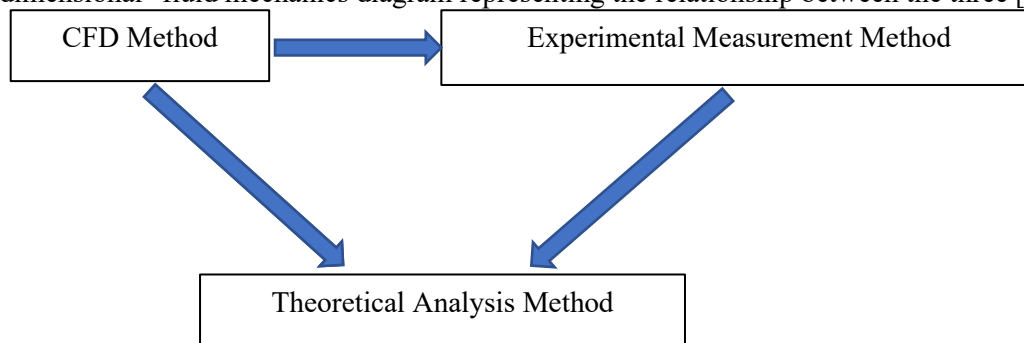 dimensional" fluid mechanics diagram representing the relationship between the three [
CFD Method
Experimental Measurement Method
Theoretical Analysis Method